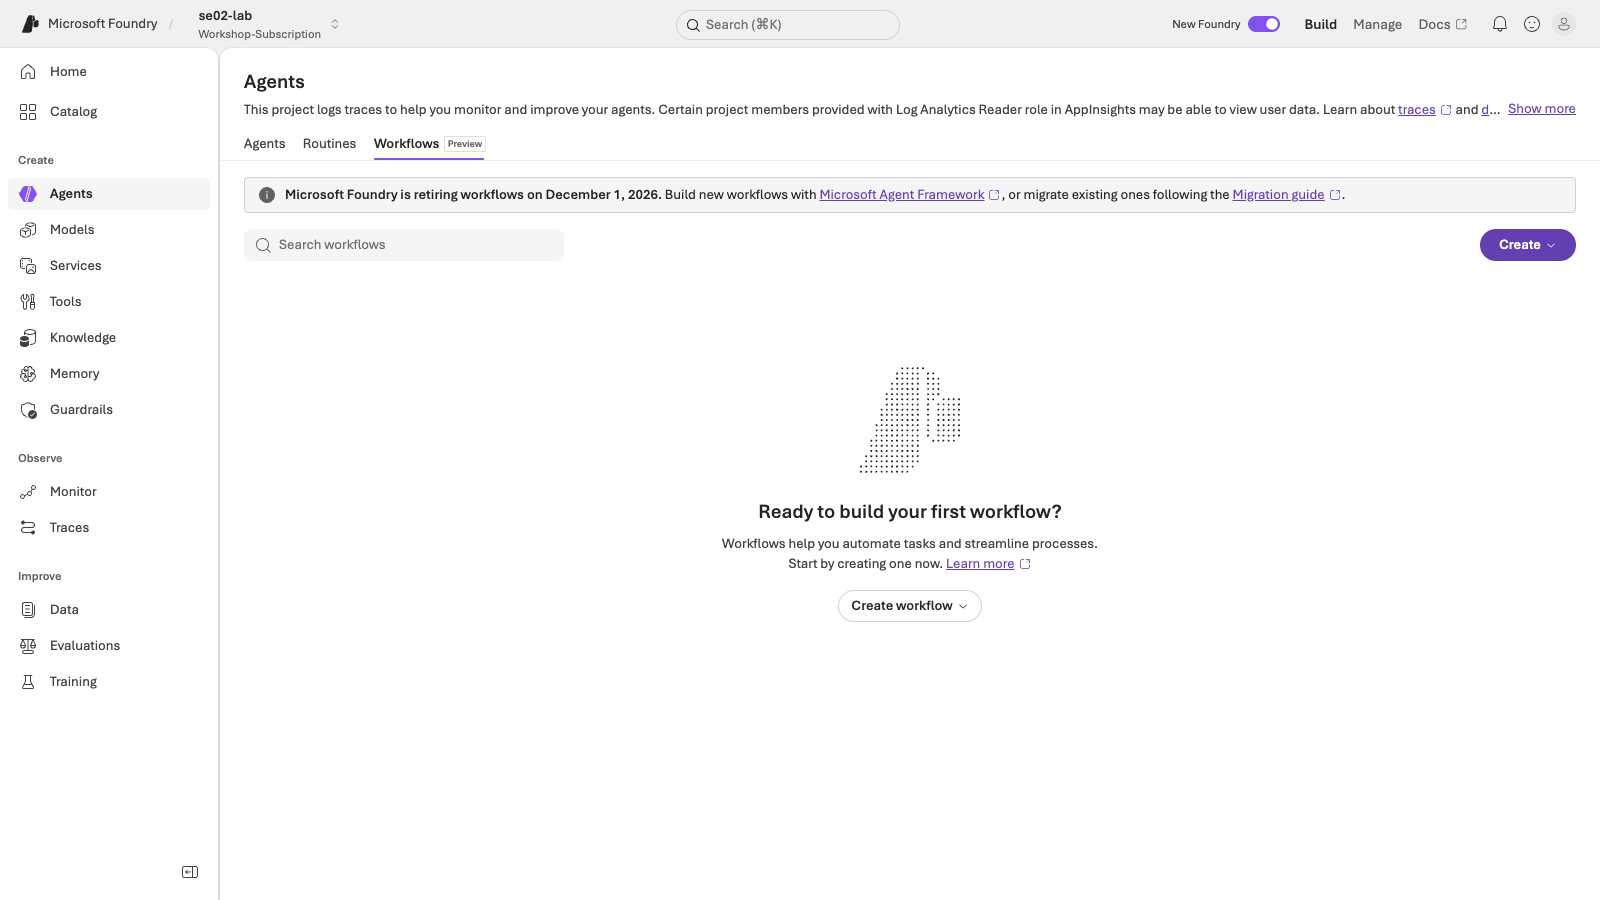 Microsoft Foundry / se02-lab
Workshop-Subscription
Search (⌘K)
New Foundry
Build
Manage
Docs
Home
Catalog
Create
Agents
Models
Services
Tools
Knowledge
Memory
Guardrails
Observe
Monitor
Traces
Improve
Data
Evaluations
Training
Agents
This project logs traces to help you monitor and improve your agents. Certain project members provided with Log Analytics Reader role in AppInsights may be able to view user data. Learn about traces and d... Show more
Agents
Routines
Workflows Preview
Microsoft Foundry is retiring workflows on December 1, 2026. Build new workflows with Microsoft Agent Framework , or migrate existing ones following the Migration guide .
Search workflows
Create
Ready to build your first workflow?
Workflows help you automate tasks and streamline processes.
Start by creating one now. Learn more
Create workflow